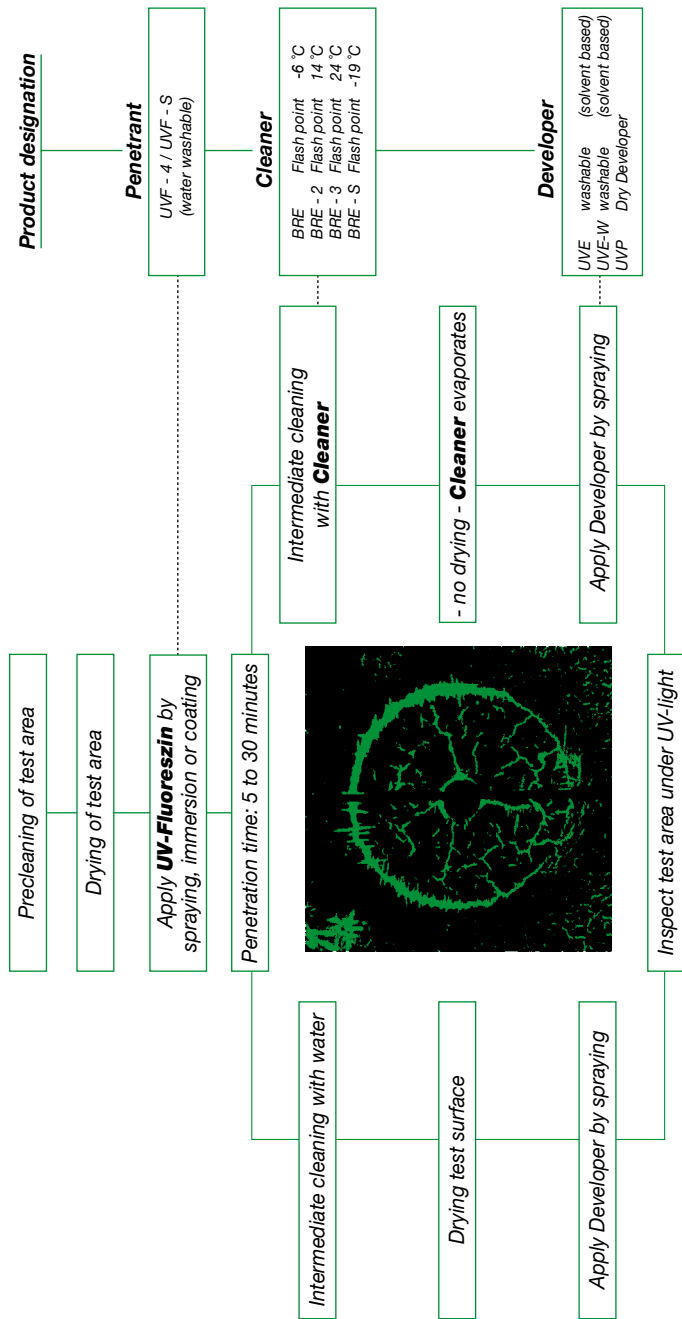 Precleaning of test area
Drying of test area
Apply UV-Fluoreszin by
spraying, immersion or coating
Penetration time: 5 to 30 minutes
Intermediate cleaning with water
Drying test surface
Apply Developer by spraying
Intermediate cleaning
with Cleaner
- no drying - Cleaner evaporates
Apply Developer by spraying
Inspect test area under UV-light
Product designation
Penetrant
UVF - 4 / UVF - S
(water washable)
Cleaner
BRE Flash point -6 °C
BRE - 2 Flash point 14 °C
BRE - 3 Flash point 24 °C
BRE - S Flash point -19 °C
Developer
UVE washable (solvent based)
UVE-W washable (solvent based)
UVP Dry Developer